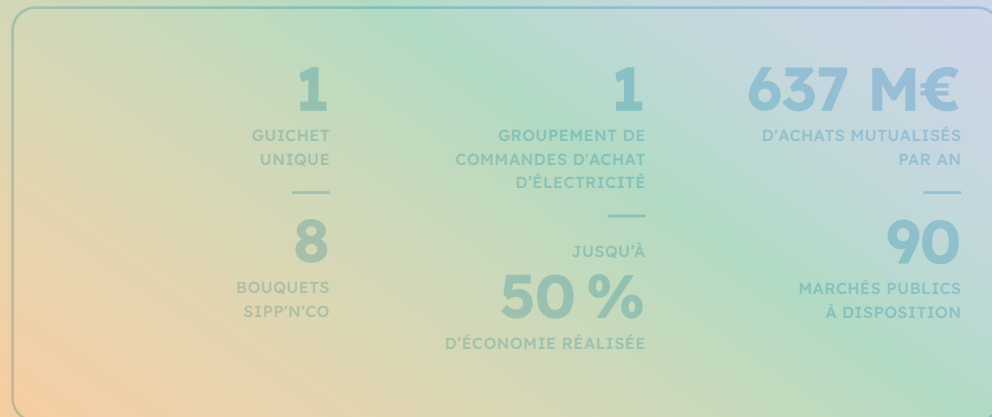 1
GUICHET
UNIQUE
8
BOUQUETS
SIPP'N'CO
1
GROUPEMENT DE
COMMANDES D'ACHAT
D'ÉLECTRICITÉ
JUSQU'À
50 %
D'ÉCONOMIE RÉALISÉE
637 M€
D'ACHATS MUTUALISÉS
PAR AN
90
MARCHÉS PUBLICS
À DISPOSITION